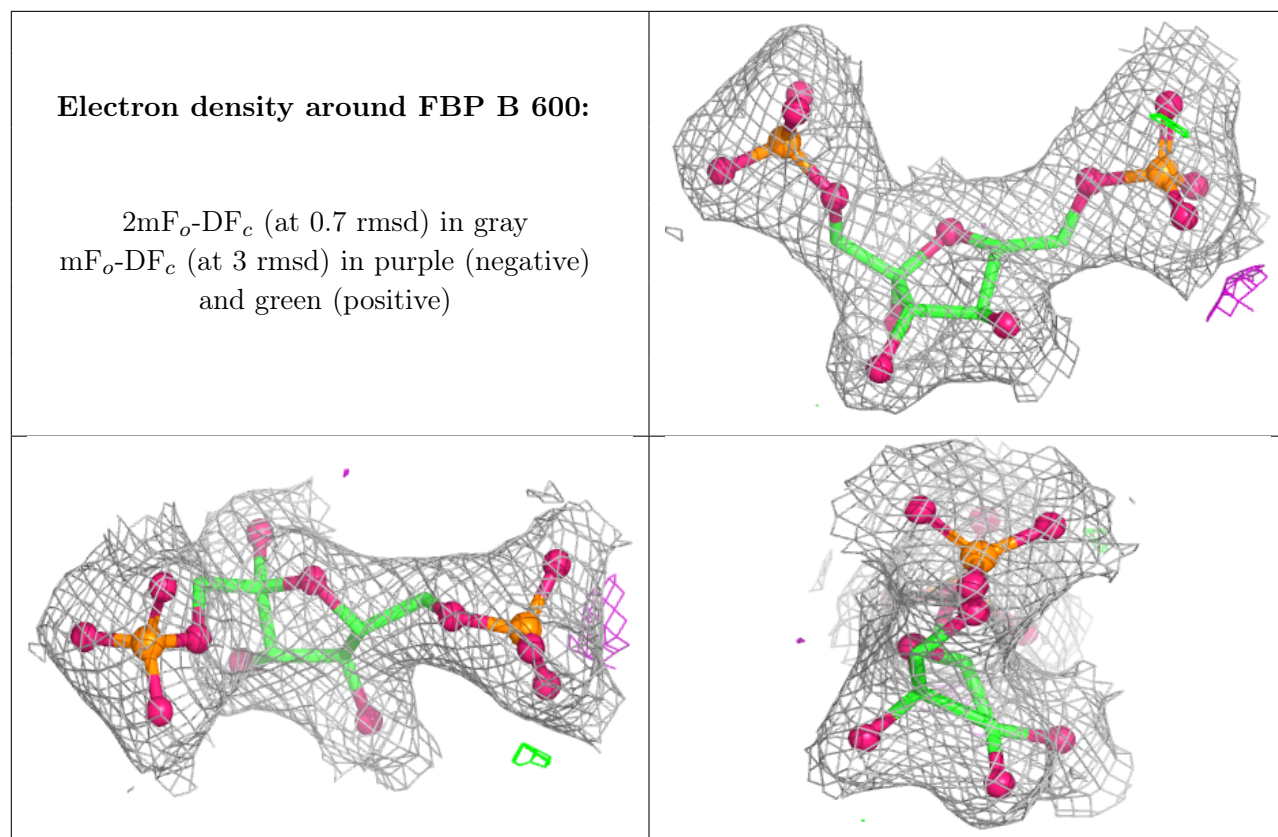 Electron density around FBP B 600:
2mFo-DFc (at 0.7 rmsd) in gray
mFo-DFc (at 3 rmsd) in purple (negative)
and green (positive)